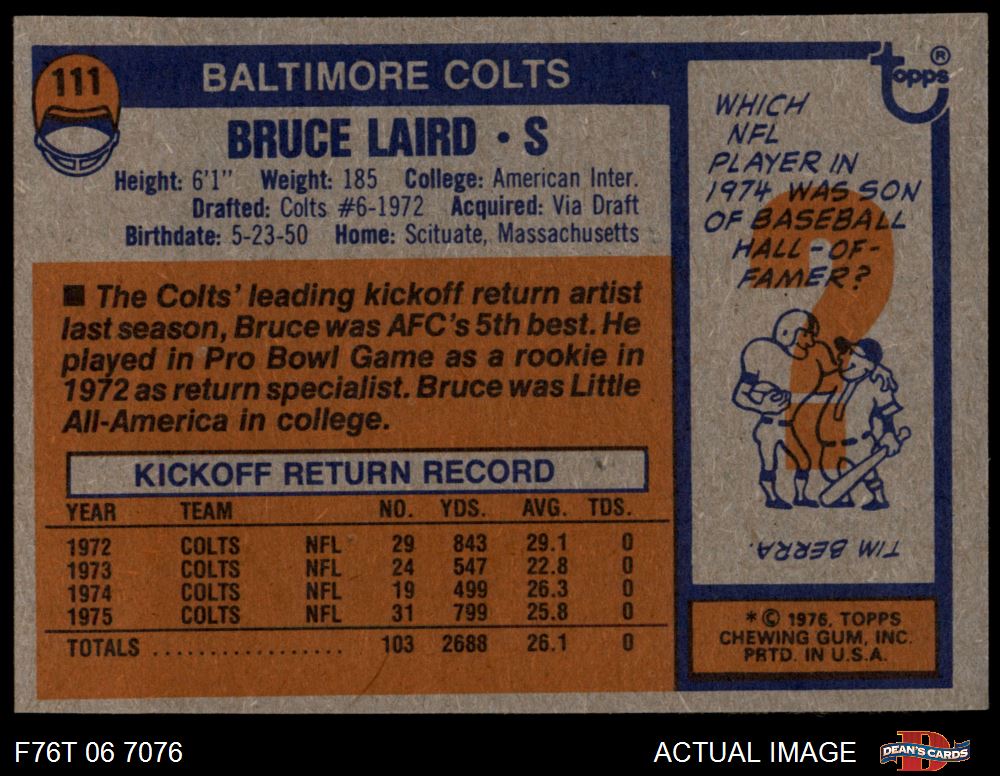 111
BALTIMORE COLTS
BRUCE LAIRD • S
Height: 6'1" Weight: 185 College: American Inter.
Drafted: Colts #6-1972 Acquired: Via Draft
Birthdate: 5-23-50 Home: Scituate, Massachusetts
■ The Colts' leading kickoff return artist
last season, Bruce was AFC's 5th best. He
played in Pro Bowl Game as a rookie in
1972 as return specialist. Bruce was Little
All-America in college.
KICKOFF RETURN RECORD
YEAR TEAM NO. YDS. AVG. TDS.
1972 COLTS NFL 29 843 29.1 0
1973 COLTS NFL 24 547 22.8 0
1974 COLTS NFL 19 499 26.3 0
1975 COLTS NFL 31 799 25.8 0
TOTALS .................. 103 2688 26.1 0
topps®
WHICH
NFL
PLAYER IN
1974 WAS SON
OF BASEBALL
HALL-OF-
FAMER?
?
TIM BERRA.
*© 1976, TOPPS
CHEWING GUM, INC.
PRTD. IN U.S.A.
F76T 06 7076
ACTUAL IMAGE
D
DEAN'S CARDS